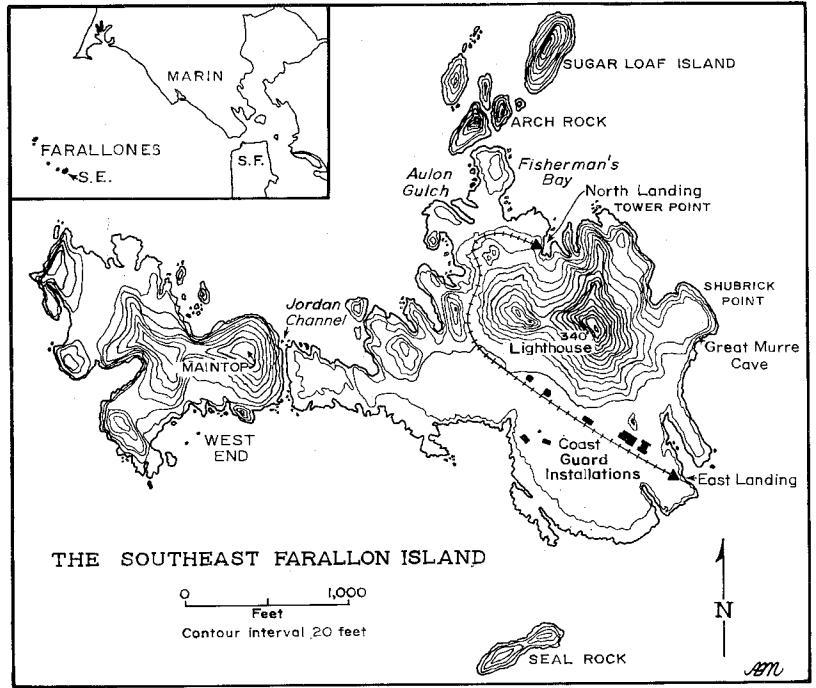 MARIN
FARALLONES
S.E.
S.F.
SUGAR LOAF ISLAND
ARCH ROCK
Aulon
Gulch
Fisherman's
Bay
North Landing
TOWER POINT
SHUBRICK
POINT
Jordan
Channel
340'
Lighthouse
Great Murre
Cave
MAINTOP
WEST
END
Coast
Guard
Installations
East Landing
THE SOUTHEAST FARALLON ISLAND
0 1,000
Feet
Contour interval 20 feet
N
SEAL ROCK